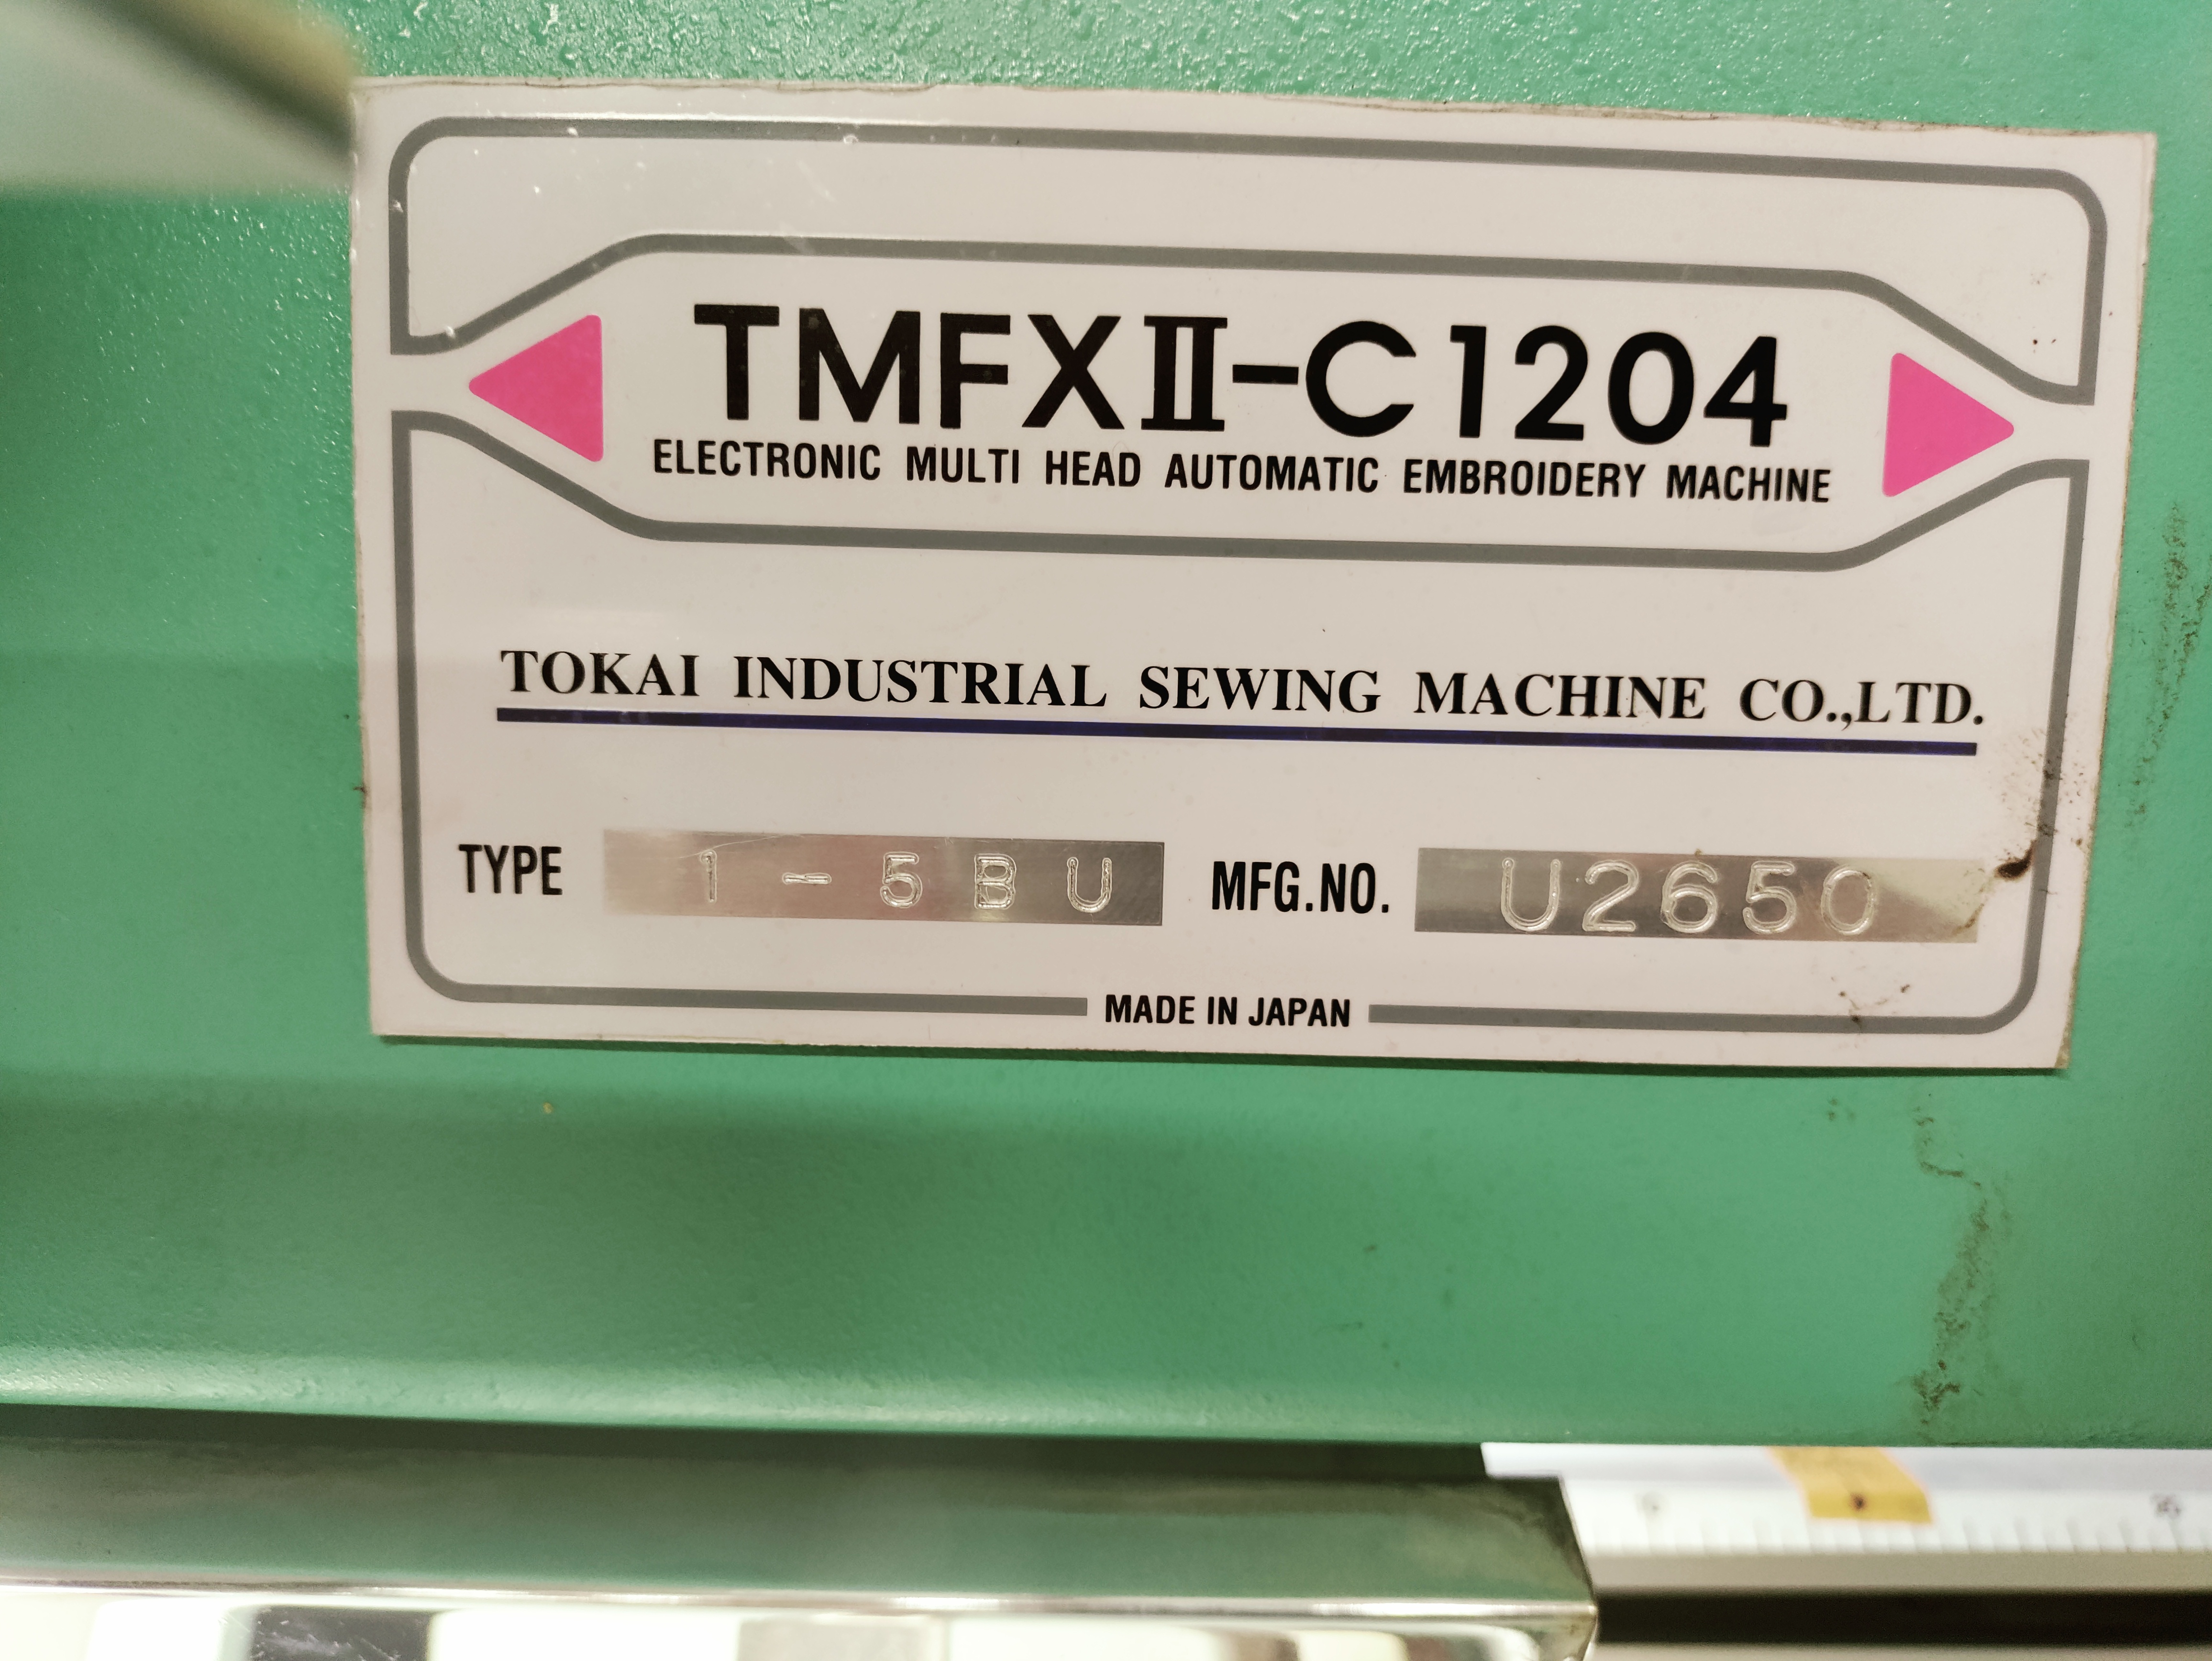 TMFXⅡ-C1204
ELECTRONIC MULTI HEAD AUTOMATIC EMBROIDERY MACHINE
TOKAI INDUSTRIAL SEWING MACHINE CO.,LTD.
TYPE 1-5BU MFG.NO. U2650
MADE IN JAPAN